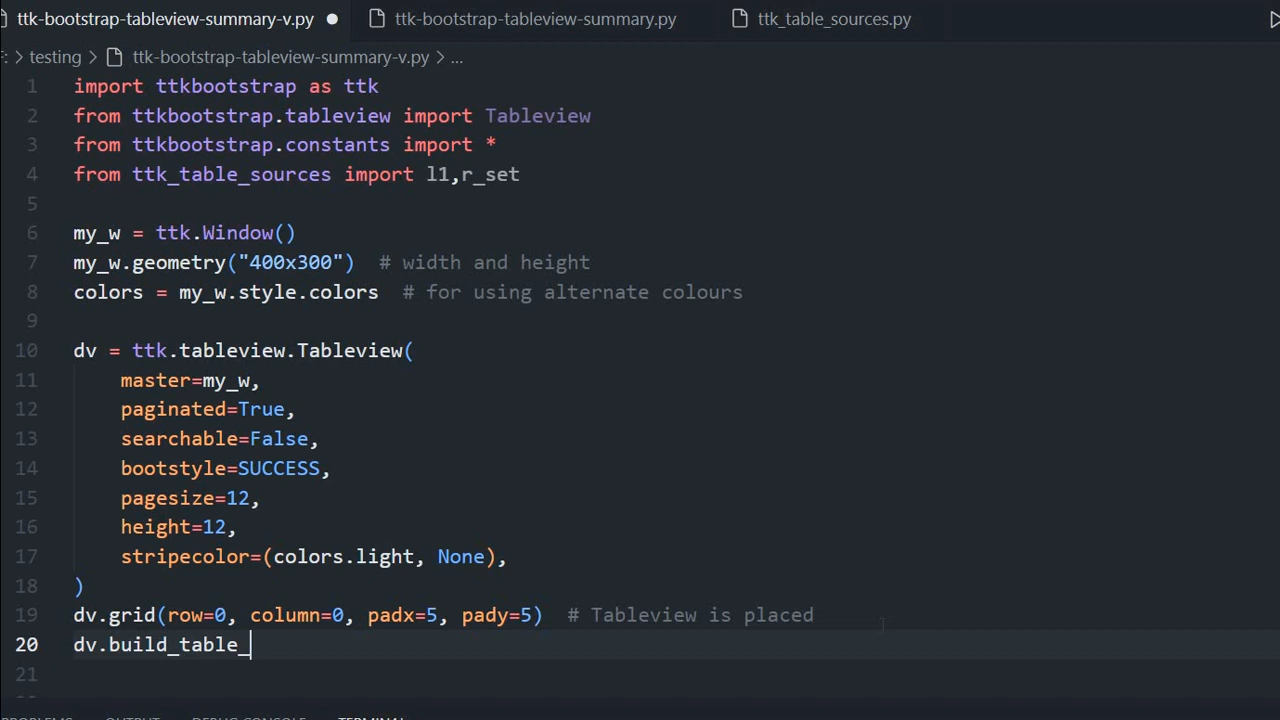 ttk-bootstrap-tableview-summary-v.py ttk-bootstrap-tableview-summary.py ttk_table_sources.py
F: > testing > ttk-bootstrap-tableview-summary-v.py > ...
1 import ttkbootstrap as ttk
2 from ttkbootstrap.tableview import Tableview
3 from ttkbootstrap.constants import *
4 from ttk_table_sources import l1,r_set
5
6 my_w = ttk.Window()
7 my_w.geometry("400x300")  # width and height
8 colors = my_w.style.colors  # for using alternate colours
9
10 dv = ttk.tableview.Tableview(
11     master=my_w,
12     paginated=True,
13     searchable=False,
14     bootstyle=SUCCESS,
15     pagesize=12,
16     height=12,
17     stripecolor=(colors.light, None),
18 )
19 dv.grid(row=0, column=0, padx=5, pady=5)  # Tableview is placed
20 dv.build_table_
21
PROBLEMS OUTPUT DEBUG CONSOLE TERMINAL